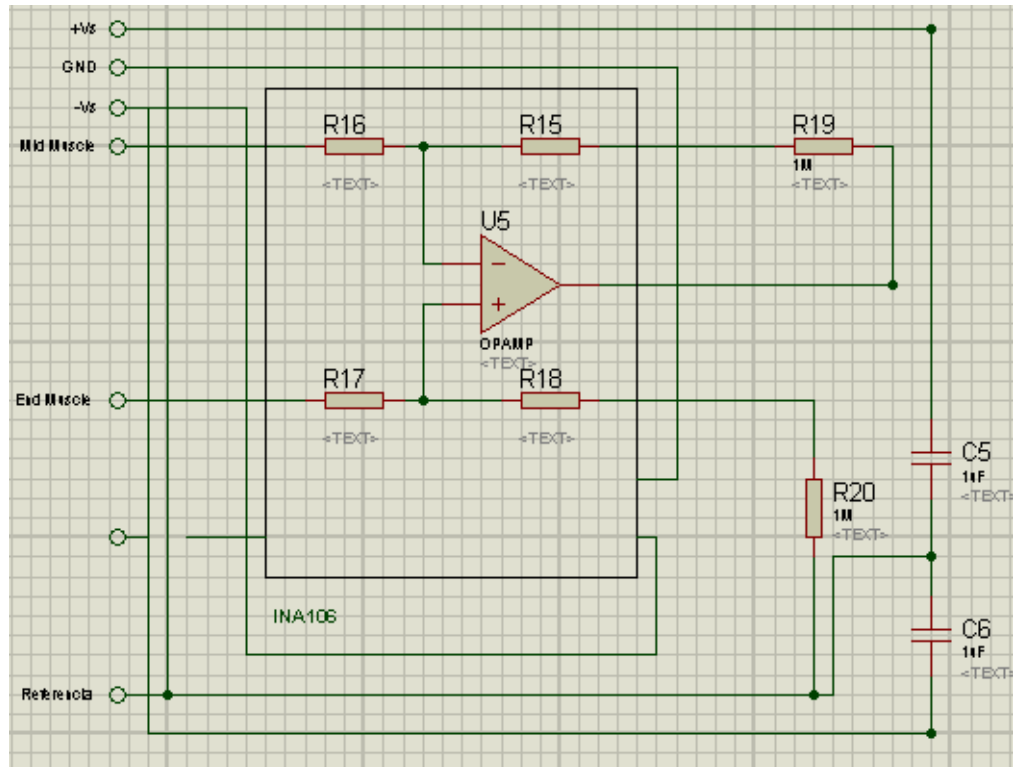 +Vs
GND
-Vs
Mid Muscle
R16
<TEXT>
R15
<TEXT>
R19
1M
<TEXT>
U5
OPAMP
<TEXT>
End Muscle
R17
<TEXT>
R18
<TEXT>
C5
1uF
<TEXT>
R20
1M
<TEXT>
INA106
C6
1uF
<TEXT>
Referencia